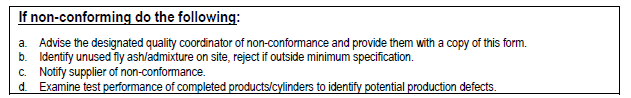 If non-conforming do the following:
a. Advise the designated quality coordinator of non-conformance and provide them with a copy of this form.
b. Identify unused fly ash/admixture on site, reject if outside minimum specification.
c. Notify supplier of non-conformance.
d. Examine test performance of completed products/cylinders to identify potential production defects.